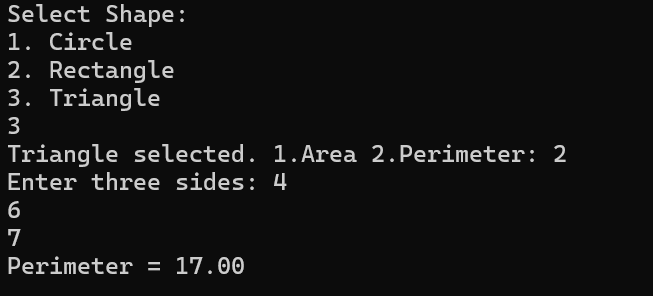 Select Shape:
1. Circle
2. Rectangle
3. Triangle
3
Triangle selected. 1.Area 2.Perimeter: 2
Enter three sides: 4
6
7
Perimeter = 17.00